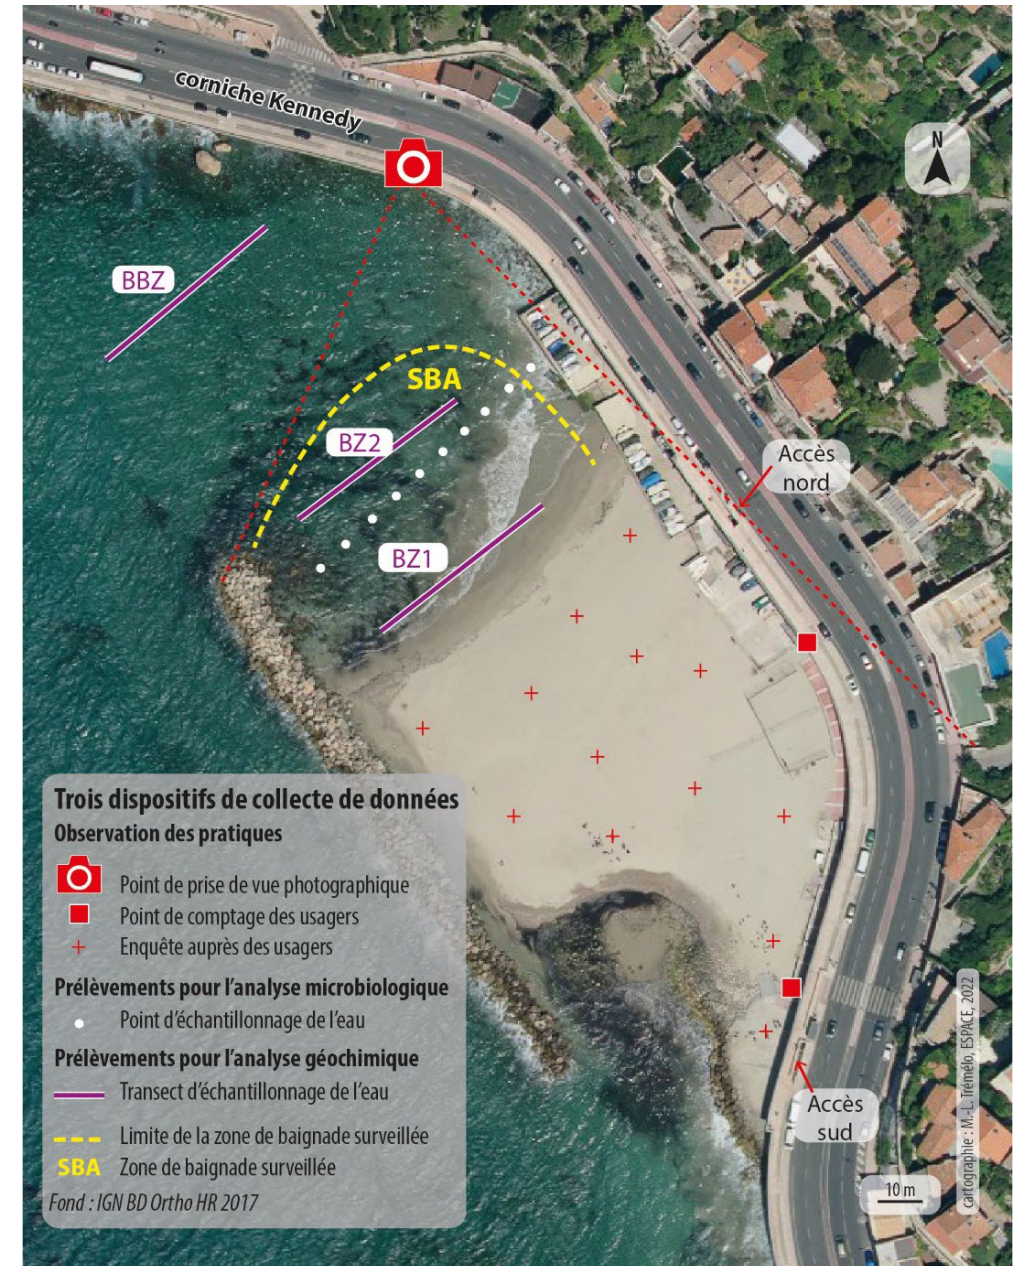 corniche Kennedy
N
BBZ
SBA
BZ2
Accès
nord
BZ1
Trois dispositifs de collecte de données
Observation des pratiques
Point de prise de vue photographique
Point de comptage des usagers
Enquête auprès des usagers
Prélèvements pour l'analyse microbiologique
Point d'échantillonnage de l'eau
Prélèvements pour l'analyse géochimique
Transect d'échantillonnage de l'eau
Limite de la zone de baignade surveillée
SBA Zone de baignade surveillée
Fond : IGN BD Ortho HR 2017
Accès
sud
10 m
cartographie : M.-L. Trémélo, ESPACE, 2022